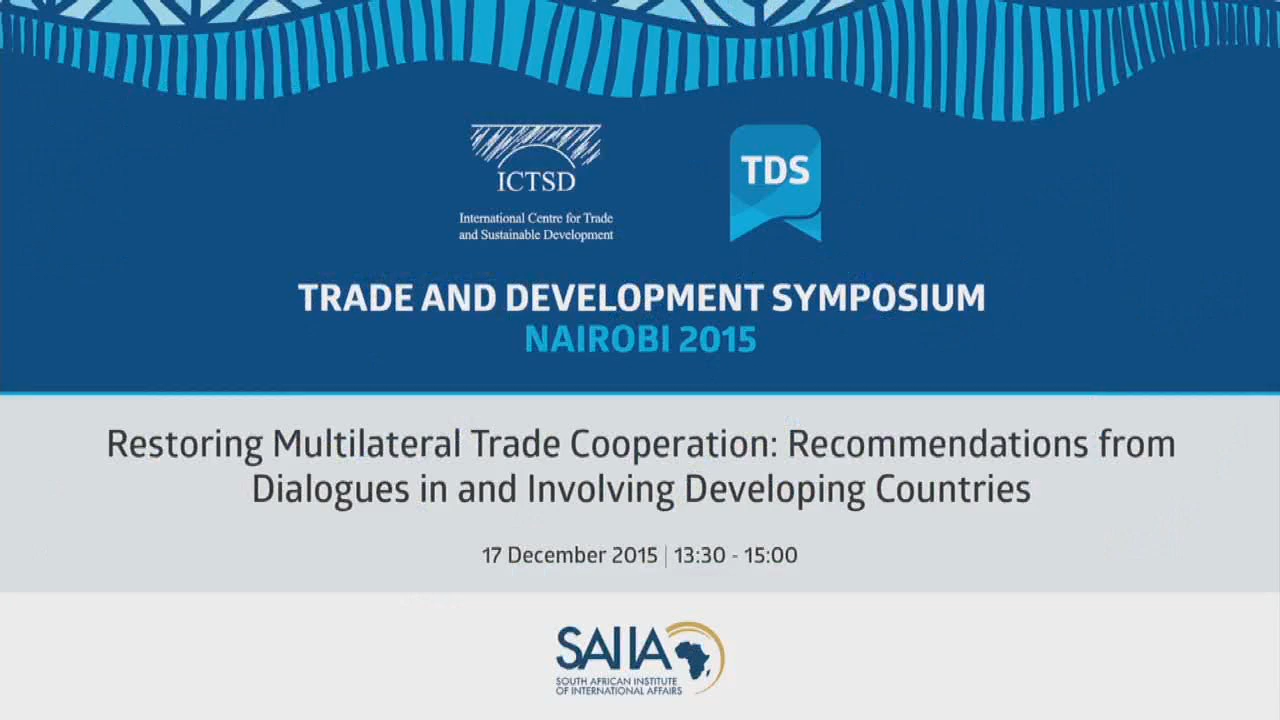 ICTSD
International Centre for Trade
and Sustainable Development
TDS
TRADE AND DEVELOPMENT SYMPOSIUM
NAIROBI 2015
Restoring Multilateral Trade Cooperation: Recommendations from
Dialogues in and Involving Developing Countries
17 December 2015 | 13:30 - 15:00
SAIIA
SOUTH AFRICAN INSTITUTE
OF INTERNATIONAL AFFAIRS